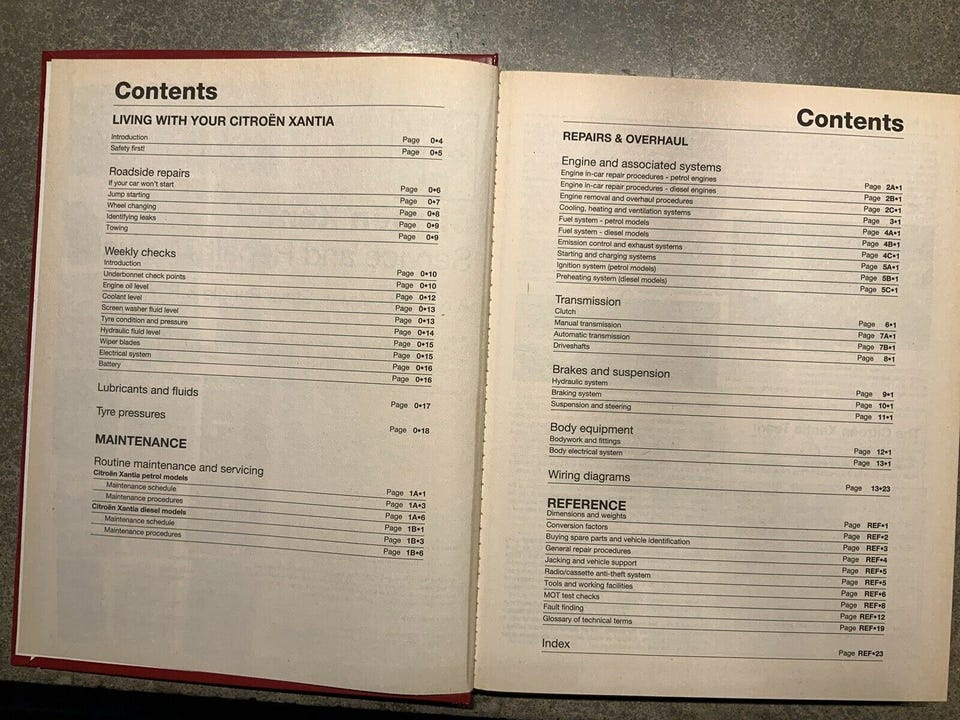 Contents
LIVING WITH YOUR CITROËN XANTIA
Introduction Page 0•4
Safety first! Page 0•5
Roadside repairs
If your car won't start Page 0•6
Jump starting Page 0•7
Wheel changing Page 0•8
Identifying leaks Page 0•9
Towing Page 0•9
Weekly checks
Introduction Page 0•10
Underbonnet check points Page 0•10
Engine oil level Page 0•12
Coolant level Page 0•13
Screen washer fluid level Page 0•13
Tyre condition and pressure Page 0•14
Hydraulic fluid level Page 0•15
Wiper blades Page 0•15
Electrical system Page 0•16
Battery Page 0•16
Lubricants and fluids Page 0•17
Tyre pressures Page 0•18
MAINTENANCE
Routine maintenance and servicing
Citroën Xantia petrol models Page 1A•1
Maintenance schedule Page 1A•3
Maintenance procedures Page 1A•6
Citroën Xantia diesel models Page 1B•1
Maintenance schedule Page 1B•3
Maintenance procedures Page 1B•6
Contents
REPAIRS & OVERHAUL
Engine and associated systems
Engine in-car repair procedures - petrol engines Page 2A•1
Engine in-car repair procedures - diesel engines Page 2B•1
Engine removal and overhaul procedures Page 2C•1
Cooling, heating and ventilation systems Page 3•1
Fuel system - petrol models Page 4A•1
Fuel system - diesel models Page 4B•1
Emission control and exhaust systems Page 4C•1
Starting and charging systems Page 5A•1
Ignition system (petrol models) Page 5B•1
Preheating system (diesel models) Page 5C•1
Transmission
Clutch Page 6•1
Manual transmission Page 7A•1
Automatic transmission Page 7B•1
Driveshafts Page 8•1
Brakes and suspension
Hydraulic system Page 9•1
Braking system Page 10•1
Suspension and steering Page 11•1
Body equipment
Bodywork and fittings Page 12•1
Body electrical system Page 13•1
Wiring diagrams Page 13•23
REFERENCE
Dimensions and weights Page REF•1
Conversion factors Page REF•2
Buying spare parts and vehicle identification Page REF•3
General repair procedures Page REF•4
Jacking and vehicle support Page REF•5
Radio/cassette anti-theft system Page REF•5
Tools and working facilities Page REF•6
MOT test checks Page REF•8
Fault finding Page REF•12
Glossary of technical terms Page REF•19
Index Page REF•23